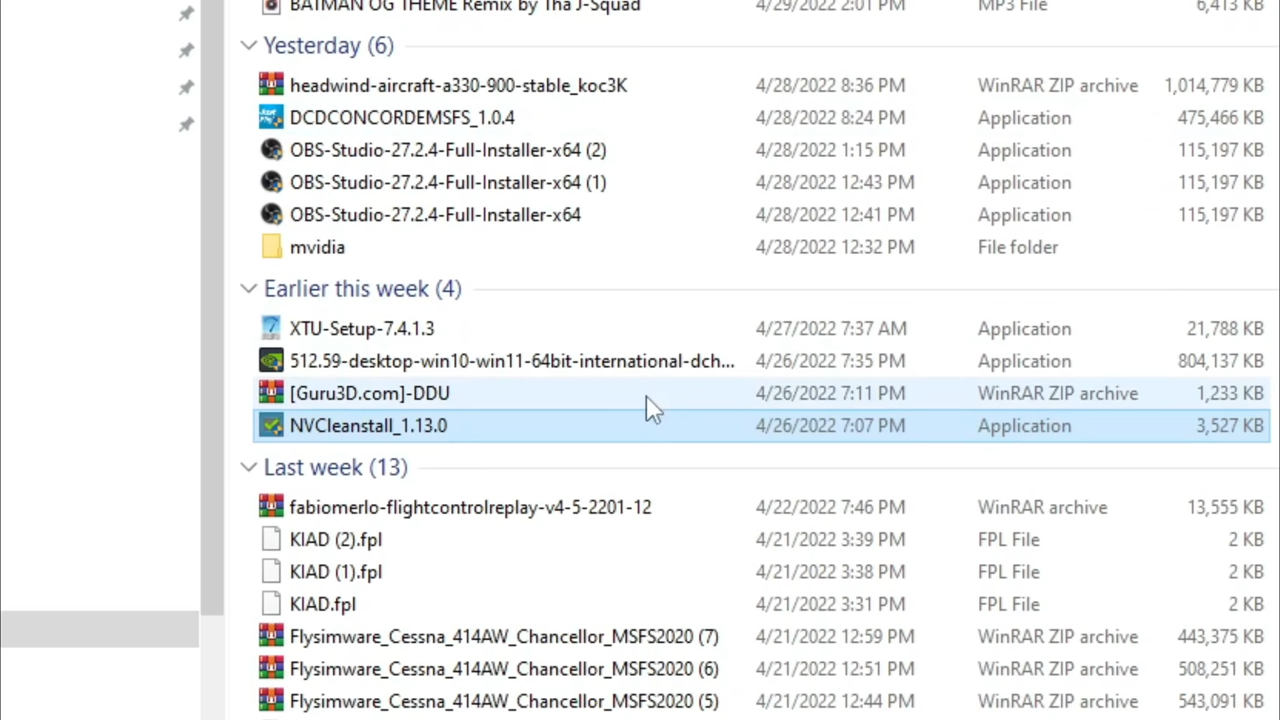 BATMAN OG THEME Remix by Tha J-Squad 4/29/2022 2:01 PM MP3 File 6,413 KB
Yesterday (6)
headwind-aircraft-a330-900-stable_koc3K 4/28/2022 8:36 PM WinRAR ZIP archive 1,014,779 KB
DCDCONCORDEMSFS_1.0.4 4/28/2022 8:24 PM Application 475,466 KB
OBS-Studio-27.2.4-Full-Installer-x64 (2) 4/28/2022 1:15 PM Application 115,197 KB
OBS-Studio-27.2.4-Full-Installer-x64 (1) 4/28/2022 12:43 PM Application 115,197 KB
OBS-Studio-27.2.4-Full-Installer-x64 4/28/2022 12:41 PM Application 115,197 KB
mvidia 4/28/2022 12:32 PM File folder
Earlier this week (4)
XTU-Setup-7.4.1.3 4/27/2022 7:37 AM Application 21,788 KB
512.59-desktop-win10-win11-64bit-international-dch... 4/26/2022 7:35 PM Application 804,137 KB
[Guru3D.com]-DDU 4/26/2022 7:11 PM WinRAR ZIP archive 1,233 KB
NVCleanstall_1.13.0 4/26/2022 7:07 PM Application 3,527 KB
Last week (13)
fabiomerlo-flightcontrolreplay-v4-5-2201-12 4/22/2022 7:46 PM WinRAR archive 13,555 KB
KIAD (2).fpl 4/21/2022 3:39 PM FPL File 2 KB
KIAD (1).fpl 4/21/2022 3:38 PM FPL File 2 KB
KIAD.fpl 4/21/2022 3:31 PM FPL File 2 KB
Flysimware_Cessna_414AW_Chancellor_MSFS2020 (7) 4/21/2022 12:59 PM WinRAR ZIP archive 443,375 KB
Flysimware_Cessna_414AW_Chancellor_MSFS2020 (6) 4/21/2022 12:51 PM WinRAR ZIP archive 508,251 KB
Flysimware_Cessna_414AW_Chancellor_MSFS2020 (5) 4/21/2022 12:44 PM WinRAR ZIP archive 543,091 KB